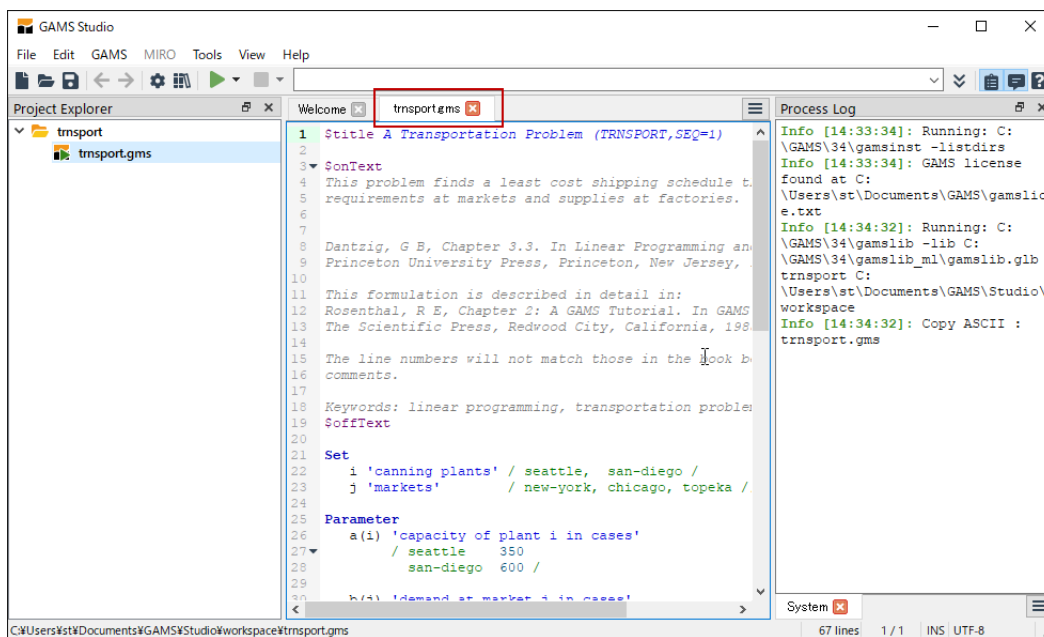 GAMS Studio
File Edit GAMS MIRO Tools View Help
Project Explorer
trnsport
trnsport.gms
Welcome trnsport.gms
1 $title A Transportation Problem (TRNSPORT,SEQ=1)
2
3 $onText
4 This problem finds a least cost shipping schedule
5 requirements at markets and supplies at factories.
6
7
8 Dantzig, G B, Chapter 3.3. In Linear Programming
9 Princeton University Press, Princeton, New Jersey,
10
11 This formulation is described in detail in:
12 Rosenthal, R E, Chapter 2: A GAMS Tutorial. In GAMS
13 The Scientific Press, Redwood City, California, 198
14
15 The line numbers will not match those in the book b
16 comments.
17
18 Keywords: linear programming, transportation
19 $offText
20
21 Set
22 i 'canning plants' / seattle, san-diego /
23 j 'markets' / new-york, chicago, topeka /
24
25 Parameter
26 a(i) 'capacity of plant i in cases'
27 / seattle 350
28 san-diego 600 /
29
30 b(j) 'demand at market j in cases'
Process Log
Info [14:33:34]: Running: C:
\GAMS\34\gamsinst -listdirs
Info [14:33:34]: GAMS license
found at C:
\Users\st\Documents\GAMS\gamslic
e.txt
Info [14:34:32]: Running: C:
\GAMS\34\gamslib -lib C:
\GAMS\34\gamslib_ml\gamslib.glb
trnsport C:
\Users\st\Documents\GAMS\Studio\
workspace
Info [14:34:32]: Copy ASCII :
trnsport.gms
System
C:¥Users¥st¥Documents¥GAMS¥Studio¥workspace¥trnsport.gms
67 lines 1 / 1 INS UTF-8